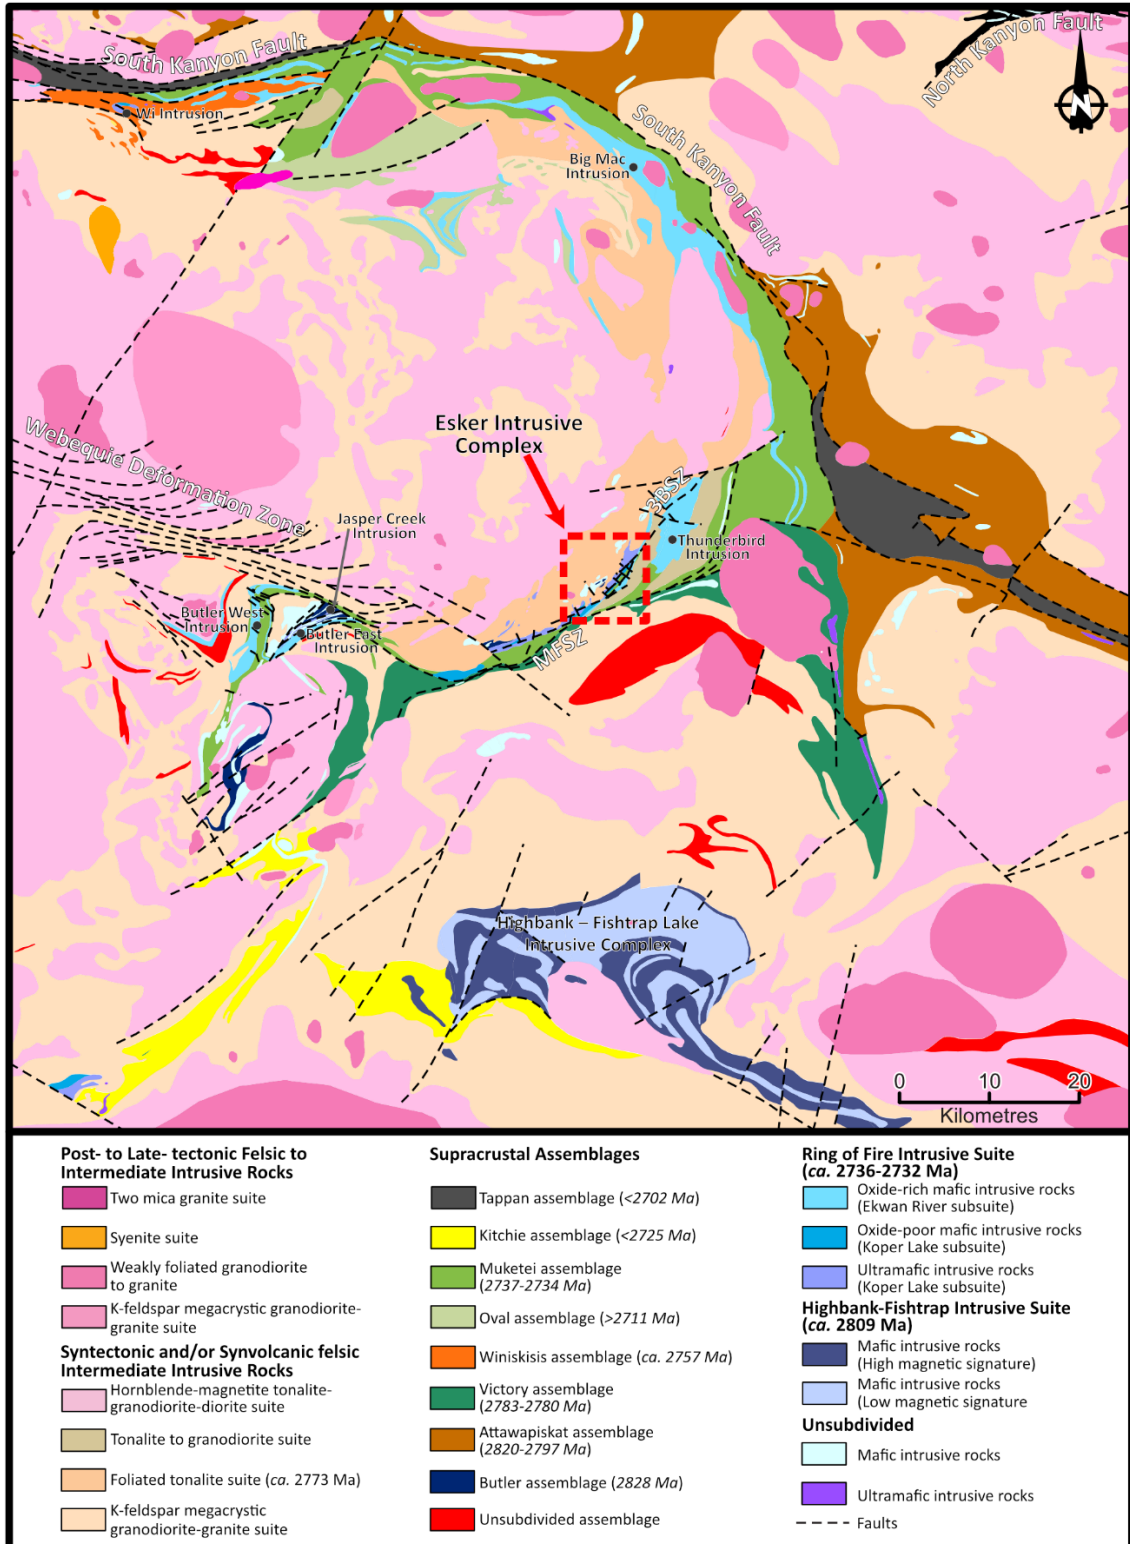 South Kanyon Fault
North Kanyon Fault
N
Wi Intrusion
South Kanyon Fault
Big Mac
Intrusion
Esker Intrusive
Complex
Webequie Deformation Zone
Jasper Creek
Intrusion
3BSZ
Thunderbird
Intrusion
Butler West
Intrusion
Butler East
Intrusion
MFSZ
Highbank – Fishtrap Lake
Intrusive Complex
0 10 20
Kilometres
Post- to Late- tectonic Felsic to
Intermediate Intrusive Rocks
Two mica granite suite
Syenite suite
Weakly foliated granodiorite
to granite
K-feldspar megacrystic granodiorite-
granite suite
Syntectonic and/or Synvolcanic felsic
Intermediate Intrusive Rocks
Hornblende-magnetite tonalite-
granodiorite-diorite suite
Tonalite to granodiorite suite
Foliated tonalite suite (ca. 2773 Ma)
K-feldspar megacrystic
granodiorite-granite suite
Supracrustal Assemblages
Tappan assemblage (<2702 Ma)
Kitchie assemblage (<2725 Ma)
Muketei assemblage
(2737-2734 Ma)
Oval assemblage (>2711 Ma)
Winiskisis assemblage (ca. 2757 Ma)
Victory assemblage
(2783-2780 Ma)
Attawapiskat assemblage
(2820-2797 Ma)
Butler assemblage (2828 Ma)
Unsubdivided assemblage
Ring of Fire Intrusive Suite
(ca. 2736-2732 Ma)
Oxide-rich mafic intrusive rocks
(Ekwan River subsuite)
Oxide-poor mafic intrusive rocks
(Koper Lake subsuite)
Ultramafic intrusive rocks
(Koper Lake subsuite)
Highbank-Fishtrap Intrusive Suite
(ca. 2809 Ma)
Mafic intrusive rocks
(High magnetic signature)
Mafic intrusive rocks
(Low magnetic signature
Unsubdivided
Mafic intrusive rocks
Ultramafic intrusive rocks
Faults